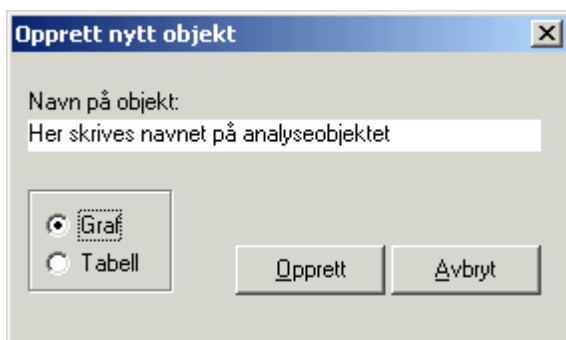 Opprett nytt objekt
Navn på objekt:
Her skrives navnet på analyseobjektet
Graf
Tabell
Opprett Avbryt